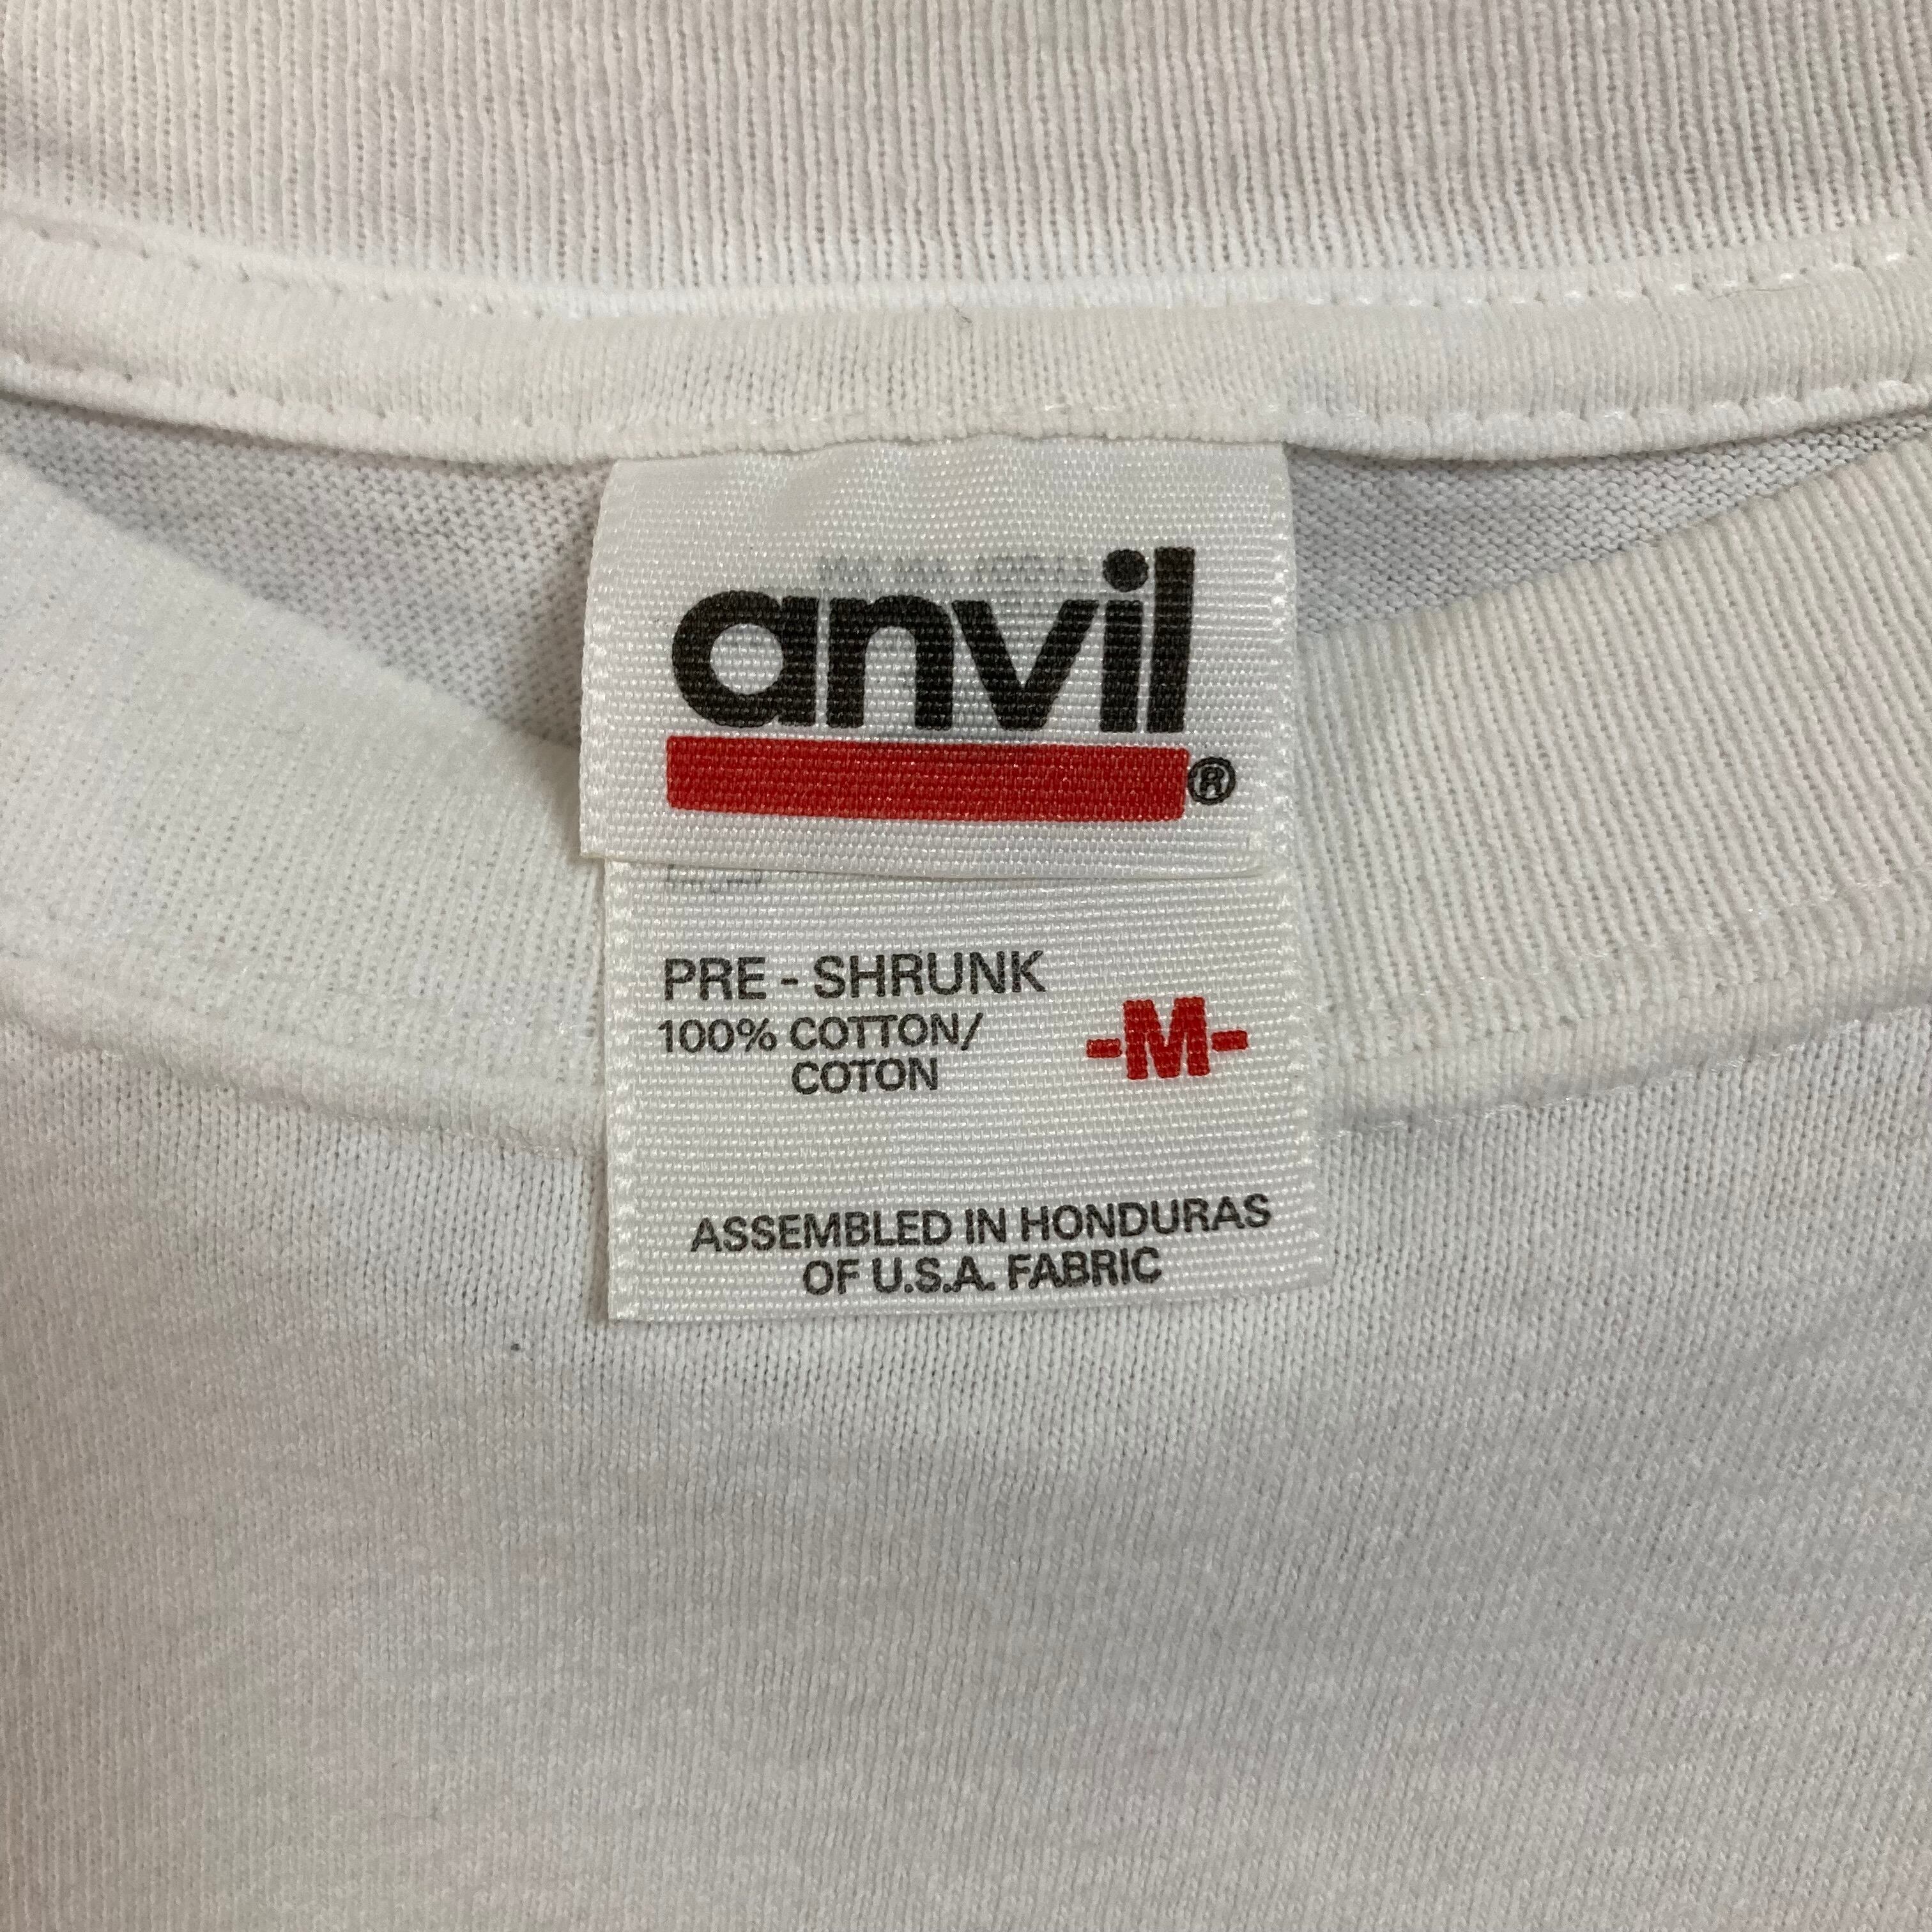 anvil
®
PRE - SHRUNK
100% COTTON/
COTON
-M-
ASSEMBLED IN HONDURAS
OF U.S.A. FABRIC